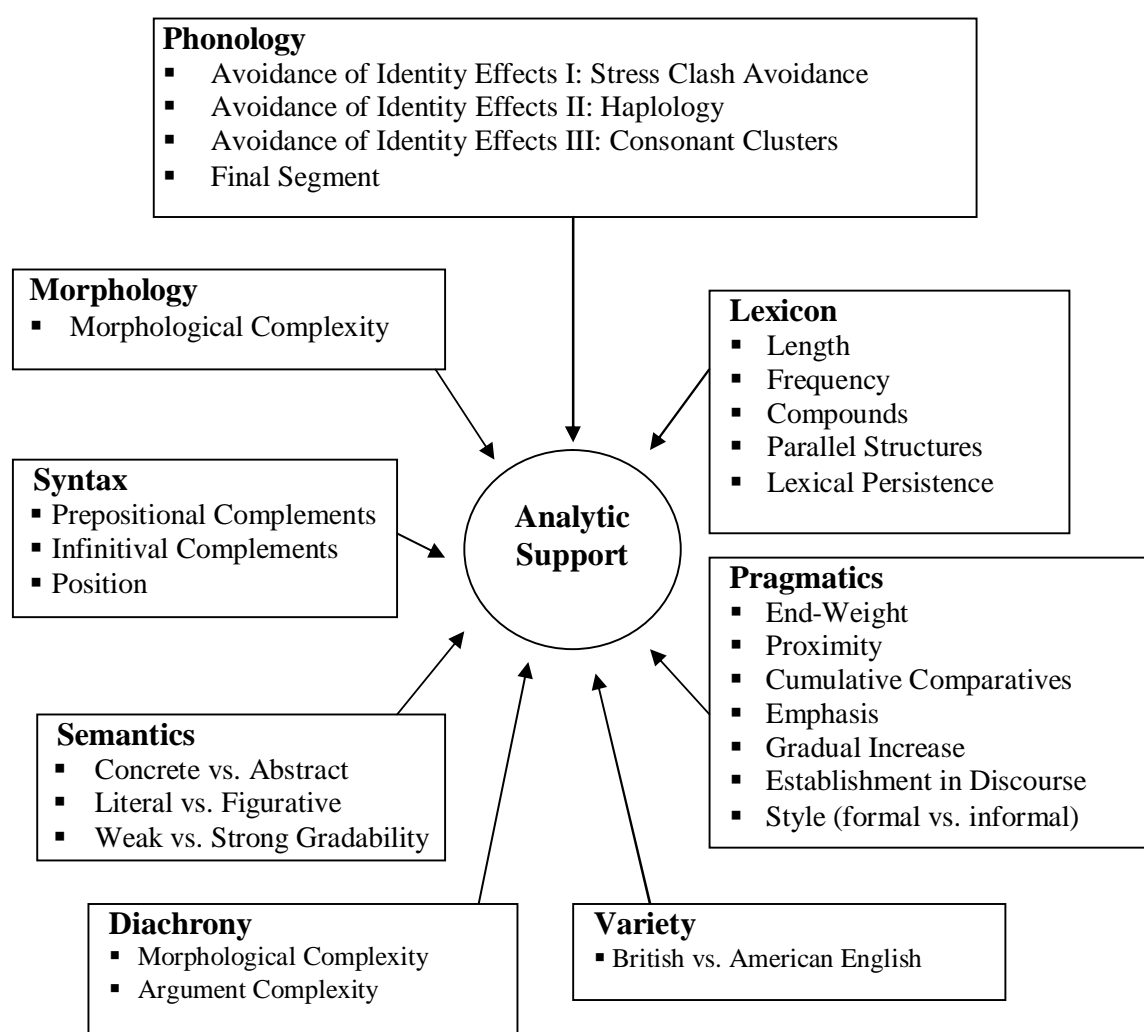 Phonology
▪ Avoidance of Identity Effects I: Stress Clash Avoidance
▪ Avoidance of Identity Effects II: Haplology
▪ Avoidance of Identity Effects III: Consonant Clusters
▪ Final Segment
Morphology
▪ Morphological Complexity
Lexicon
▪ Length
▪ Frequency
▪ Compounds
▪ Parallel Structures
▪ Lexical Persistence
Syntax
▪ Prepositional Complements
▪ Infinitival Complements
▪ Position
Analytic
Support
Pragmatics
▪ End-Weight
▪ Proximity
▪ Cumulative Comparatives
▪ Emphasis
▪ Gradual Increase
▪ Establishment in Discourse
▪ Style (formal vs. informal)
Semantics
▪ Concrete vs. Abstract
▪ Literal vs. Figurative
▪ Weak vs. Strong Gradability
Diachrony
▪ Morphological Complexity
▪ Argument Complexity
Variety
▪ British vs. American English